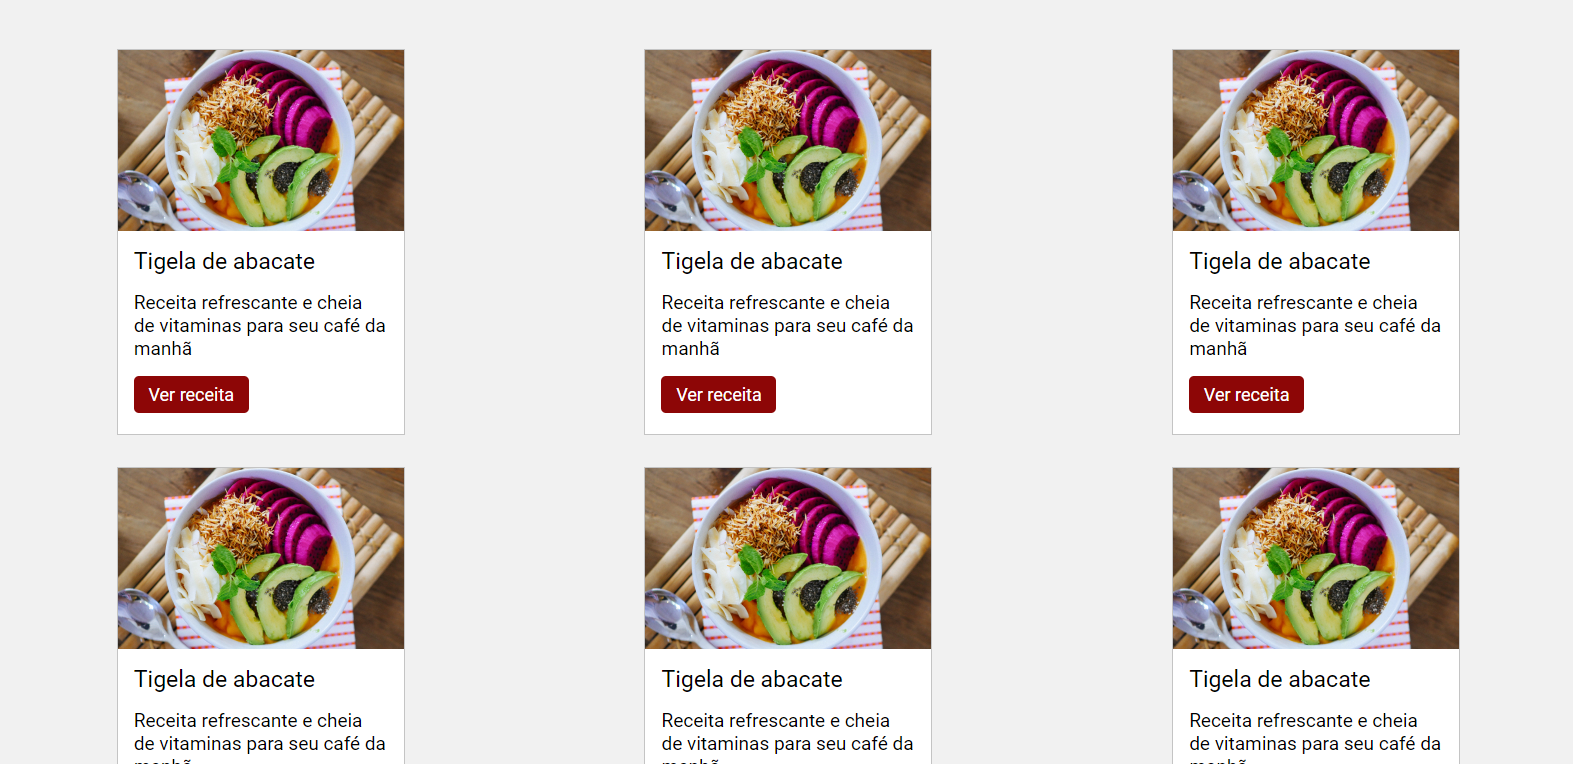 Tigela de abacate
Receita refrescante e cheia
de vitaminas para seu café da
manhã
Ver receita
Tigela de abacate
Receita refrescante e cheia
de vitaminas para seu café da
manhã
Ver receita
Tigela de abacate
Receita refrescante e cheia
de vitaminas para seu café da
manhã
Ver receita
Tigela de abacate
Receita refrescante e cheia
de vitaminas para seu café da
Tigela de abacate
Receita refrescante e cheia
de vitaminas para seu café da
Tigela de abacate
Receita refrescante e cheia
de vitaminas para seu café da